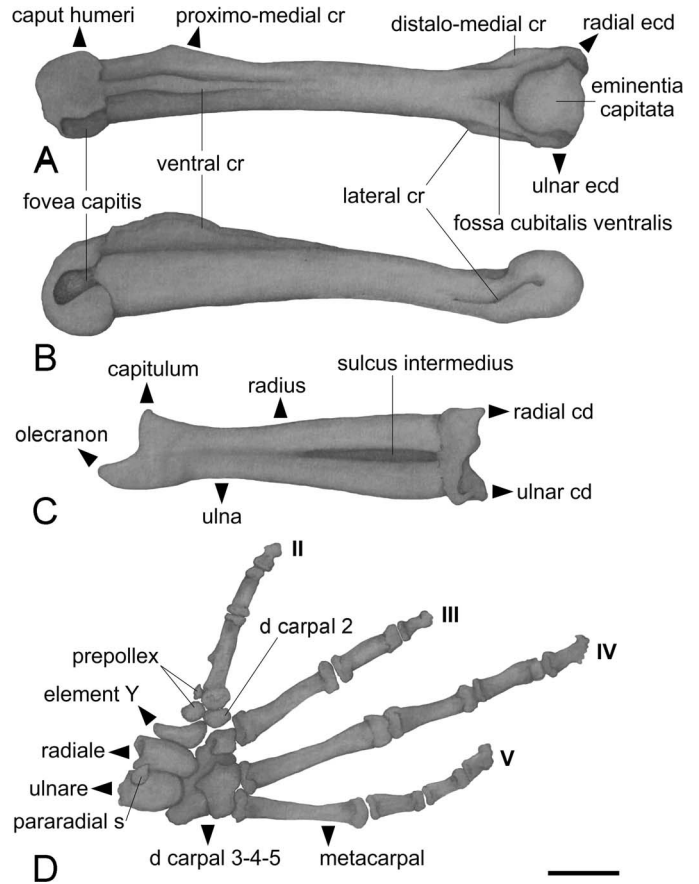 caput humeri
proximo-medial cr
distalo-medial cr
radial ecd
eminentia
capitata
A
fovea capitis
ventral cr
lateral cr
ulnar ecd
fossa cubitalis ventralis
B
capitulum
radius
sulcus intermedius
olecranon
radial cd
ulna
ulnar cd
C
II
III
IV
V
d carpal 2
prepollex
element Y
radiale
ulnare
pararadial s
d carpal 3-4-5
metacarpal
D